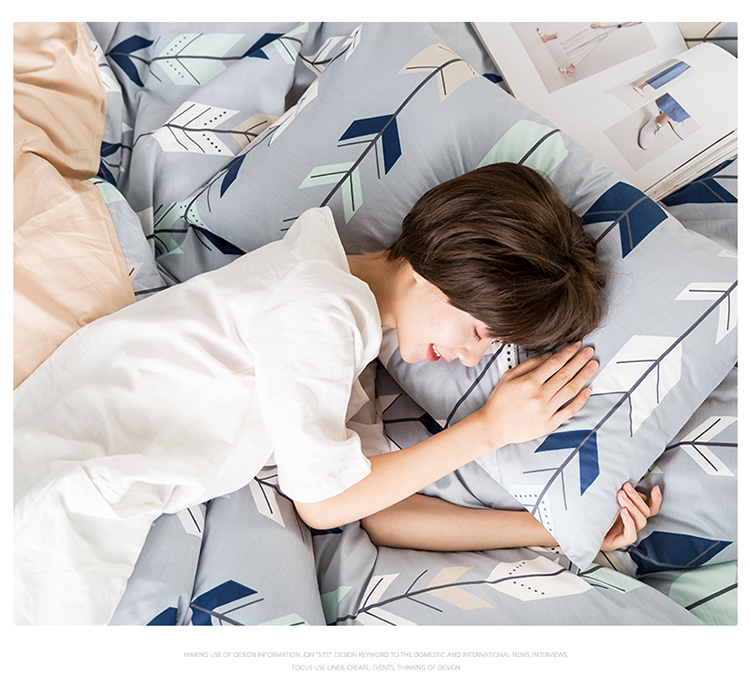 MAKING USE OF DESIGN INFORMATION JON "SITE". DESIGN KEYWORD TO THE DOMESTIC AND INTERNATIONAL NEWS, INTERVIEWS,
FOCUS USE LINER, CREATE, EVENTS, THINKING OF DESIGN